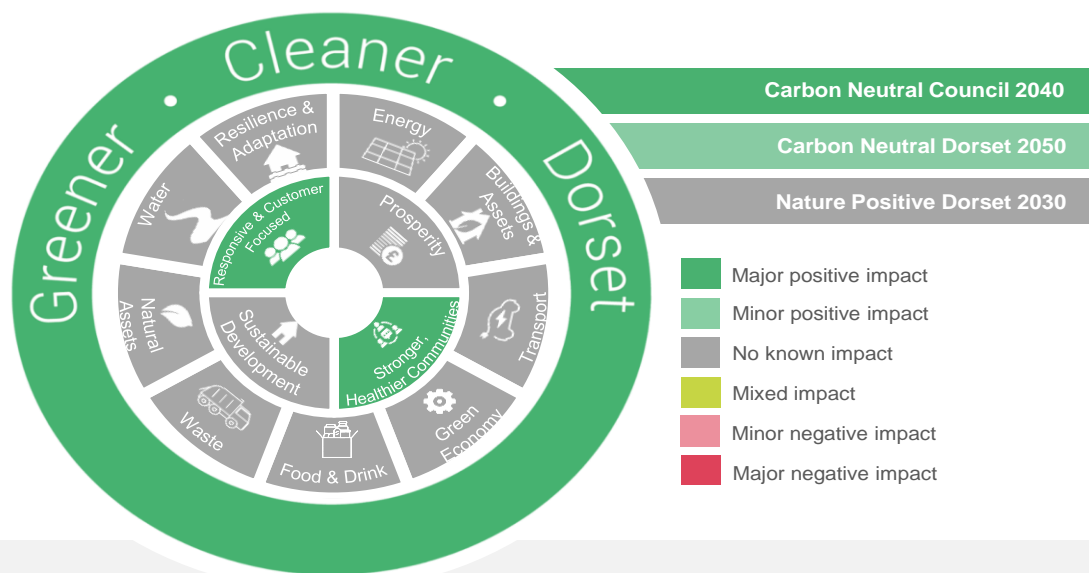 Greener • Cleaner • Dorset
Resilience &
Adaptation
Energy
Buildings &
Assets
Transport
Green
Economy
Food & Drink
Waste
Natural
Assets
Water
Responsive & Customer
Focused
Prosperity
£
Stronger,
Healthier Communities
Sustainable
Development
Carbon Neutral Council 2040
Carbon Neutral Dorset 2050
Nature Positive Dorset 2030
Major positive impact
Minor positive impact
No known impact
Mixed impact
Minor negative impact
Major negative impact